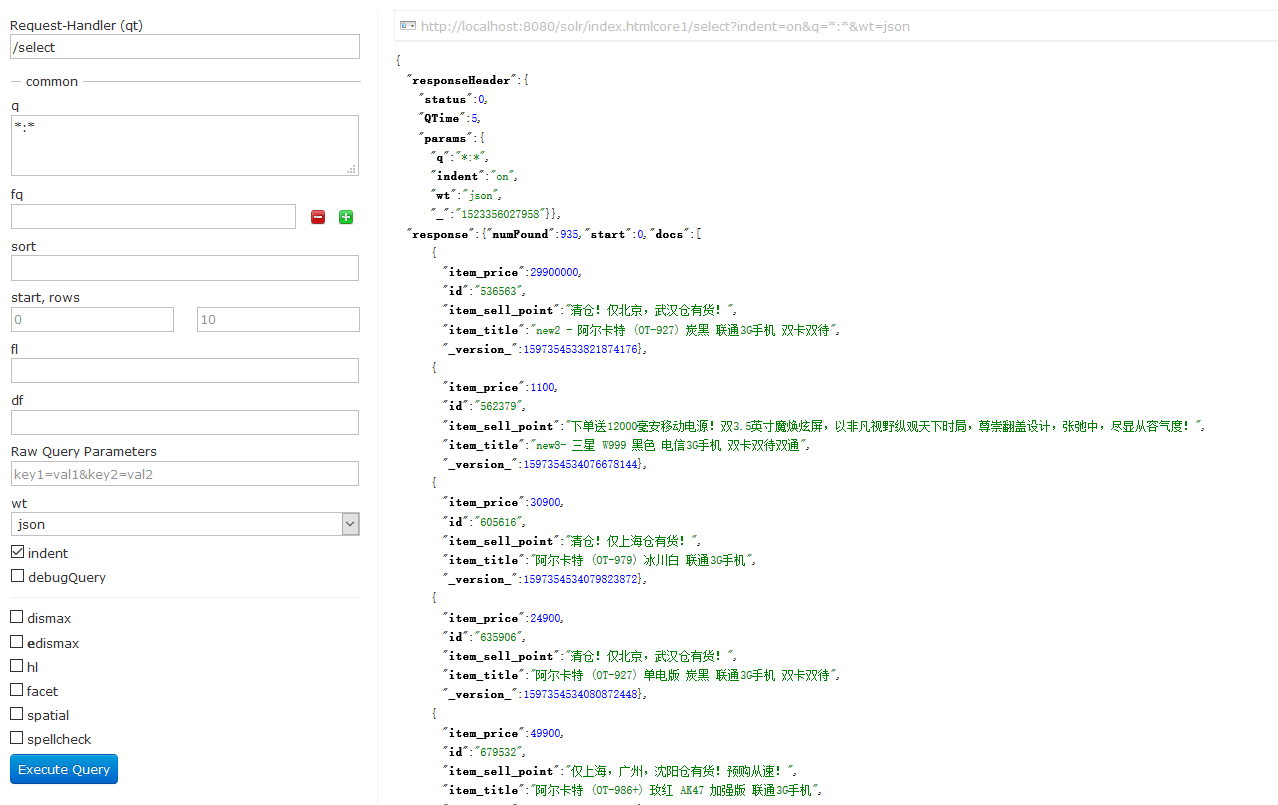 Request-Handler (qt)
/select
common
q
*:*
fq
sort
start, rows
0
10
fl
df
Raw Query Parameters
key1=val1&key2=val2
wt
json
indent
debugQuery
dismax
edismax
hl
facet
spatial
spellcheck
Execute Query
http://localhost:8080/solr/index.htmlcore1/select?indent=on&q=*:*&wt=json
{
"responseHeader":{
"status":0,
"QTime":5,
"params":{
"q":"*:*",
"indent":"on",
"wt":"json",
"_":"1523356027958"}},
"response":{"numFound":935,"start":0,"docs":[
{
"item_price":29900000,
"id":"536563",
"item_sell_point":"清仓！仅北京，武汉仓有货！",
"item_title":"new2 - 阿尔卡特 (OT-927) 炭黑 联通3G手机 双卡双待",
"_version_":1597354533821874176},
{
"item_price":1100,
"id":"562379",
"item_sell_point":"下单送12000毫安移动电源！双3.5英寸魔焕炫屏，以非凡视野纵观天下时局，尊崇翻盖设计，张弛中，尽显从容气度！",
"item_title":"new8- 三星 W999 黑色 电信3G手机 双卡双待双通",
"_version_":1597354534076678144},
{
"item_price":30900,
"id":"605616",
"item_sell_point":"清仓！仅上海仓有货！",
"item_title":"阿尔卡特 (OT-979) 冰川白 联通3G手机",
"_version_":1597354534079823872},
{
"item_price":24900,
"id":"635906",
"item_sell_point":"清仓！仅北京，武汉仓有货！",
"item_title":"阿尔卡特 (OT-927) 单电版 炭黑 联通3G手机 双卡双待",
"_version_":1597354534080872448},
{
"item_price":49900,
"id":"679532",
"item_sell_point":"仅上海，广州，沈阳仓有货！预购从速！",
"item_title":"阿尔卡特 (OT-986+) 玫红 AK47 加强版 联通3G手机",